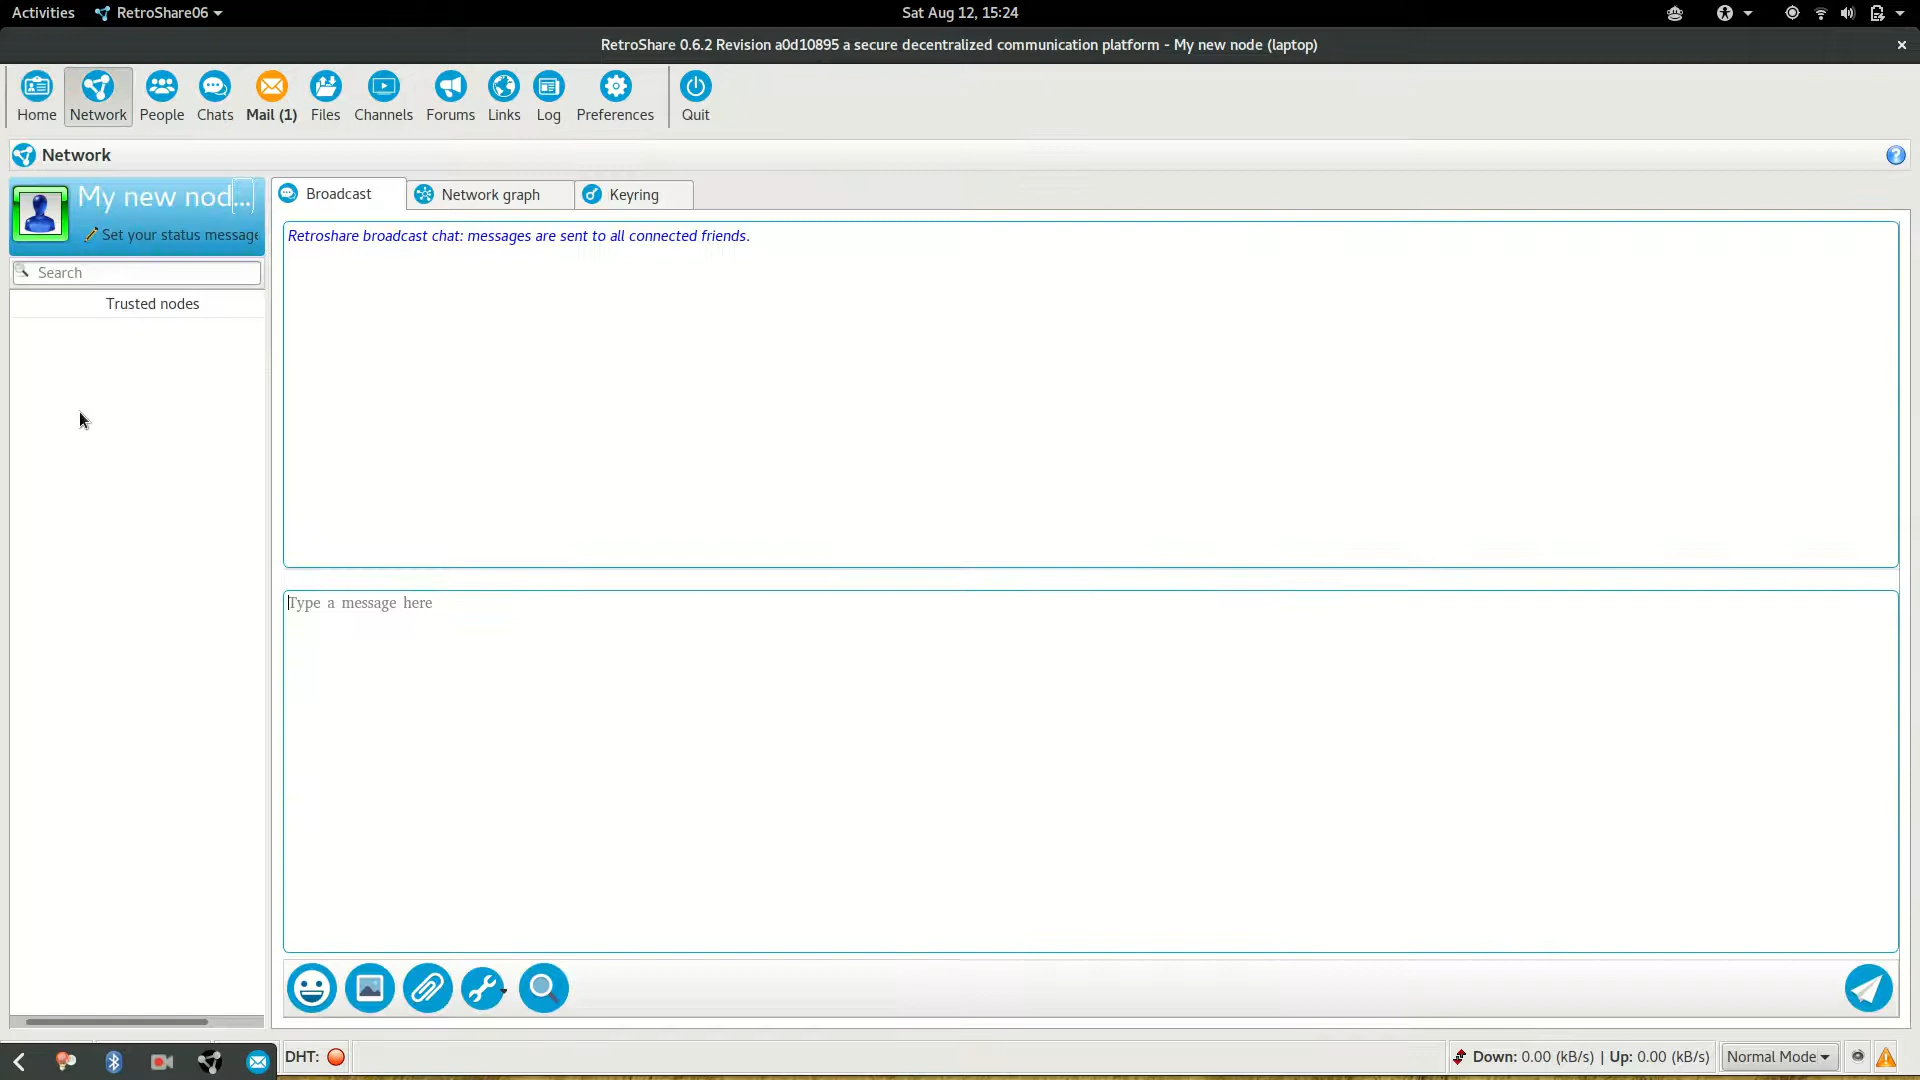 Activities RetroShare06 Sat Aug 12, 15:24
RetroShare 0.6.2 Revision a0d10895 a secure decentralized communication platform - My new node (laptop)
Home Network People Chats Mail (1) Files Channels Forums Links Log Preferences Quit
Network
My new nod...
Set your status message
Search
Trusted nodes
Broadcast Network graph Keyring
Retroshare broadcast chat: messages are sent to all connected friends.
Type a message here
DHT: Down: 0.00 (kB/s) | Up: 0.00 (kB/s) Normal Mode